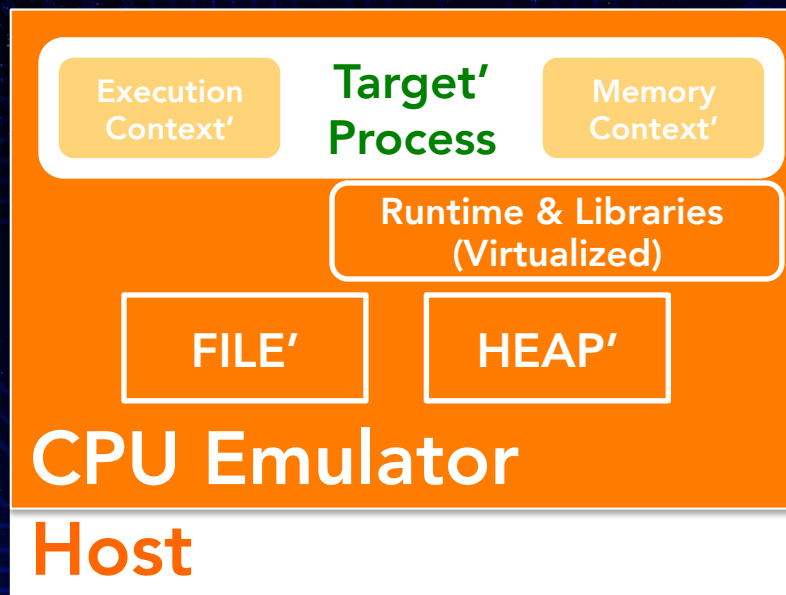 Execution
Context′
Target′
Process
Memory
Context′
Runtime & Libraries
(Virtualized)
FILE′
HEAP′
CPU Emulator
Host